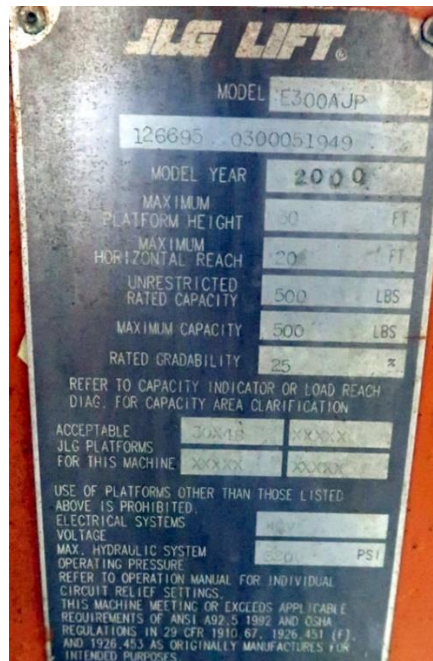 JLG LIFT®
MODEL E300AJP
126695 0300051949
MODEL YEAR 2000
MAXIMUM
PLATFORM HEIGHT 30 FT
MAXIMUM
HORIZONTAL REACH 20 FT
UNRESTRICTED
RATED CAPACITY 500 LBS
MAXIMUM CAPACITY 500 LBS
RATED GRADABILITY 25 %
REFER TO CAPACITY INDICATOR OR LOAD REACH
DIAG. FOR CAPACITY AREA CLARIFICATION
ACCEPTABLE 30X48 XXXXX
JLG PLATFORMS
FOR THIS MACHINE XXXXX XXXXX
USE OF PLATFORMS OTHER THAN THOSE LISTED
ABOVE IS PROHIBITED.
ELECTRICAL SYSTEMS
VOLTAGE
MAX. HYDRAULIC SYSTEM
OPERATING PRESSURE PSI
REFER TO OPERATION MANUAL FOR INDIVIDUAL
CIRCUIT RELIEF SETTINGS.
THIS MACHINE MEETING OR EXCEEDS APPLICABLE
REQUIREMENTS OF ANSI A92.5 1992 AND OSHA
REGULATIONS IN 29 CFR 1910 67, 1926.451 (F),
AND 1926.453 AS ORIGINALLY MANUFACTURES FOR
INTENDED PURPOSES.